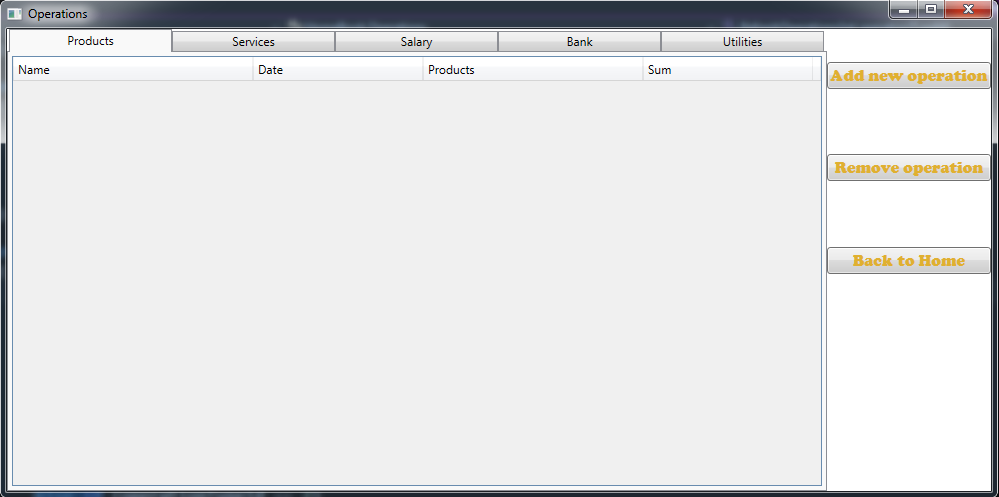 Operations
Products Services Salary Bank Utilities
Name Date Products Sum
Add new operation
Remove operation
Back to Home